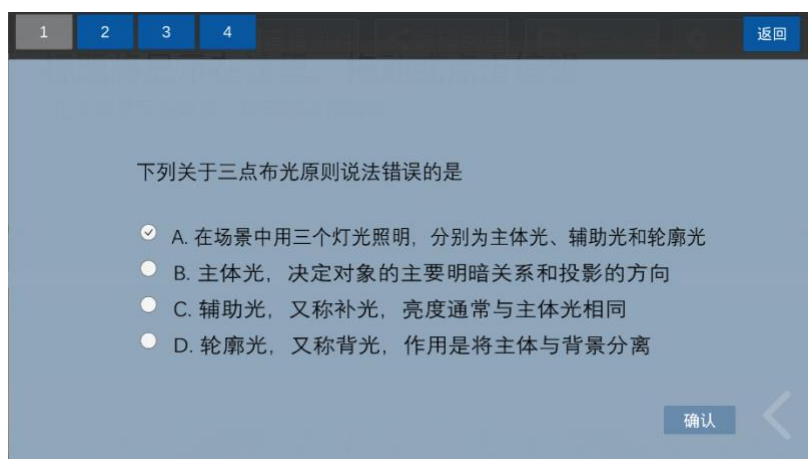 1 2 3 4 返回
下列关于三点布光原则说法错误的是
A. 在场景中用三个灯光照明，分别为主体光、辅助光和轮廓光
B. 主体光，决定对象的主要明暗关系和投影的方向
C. 辅助光，又称补光，亮度通常与主体光相同
D. 轮廓光，又称背光，作用是将主体与背景分离
确认